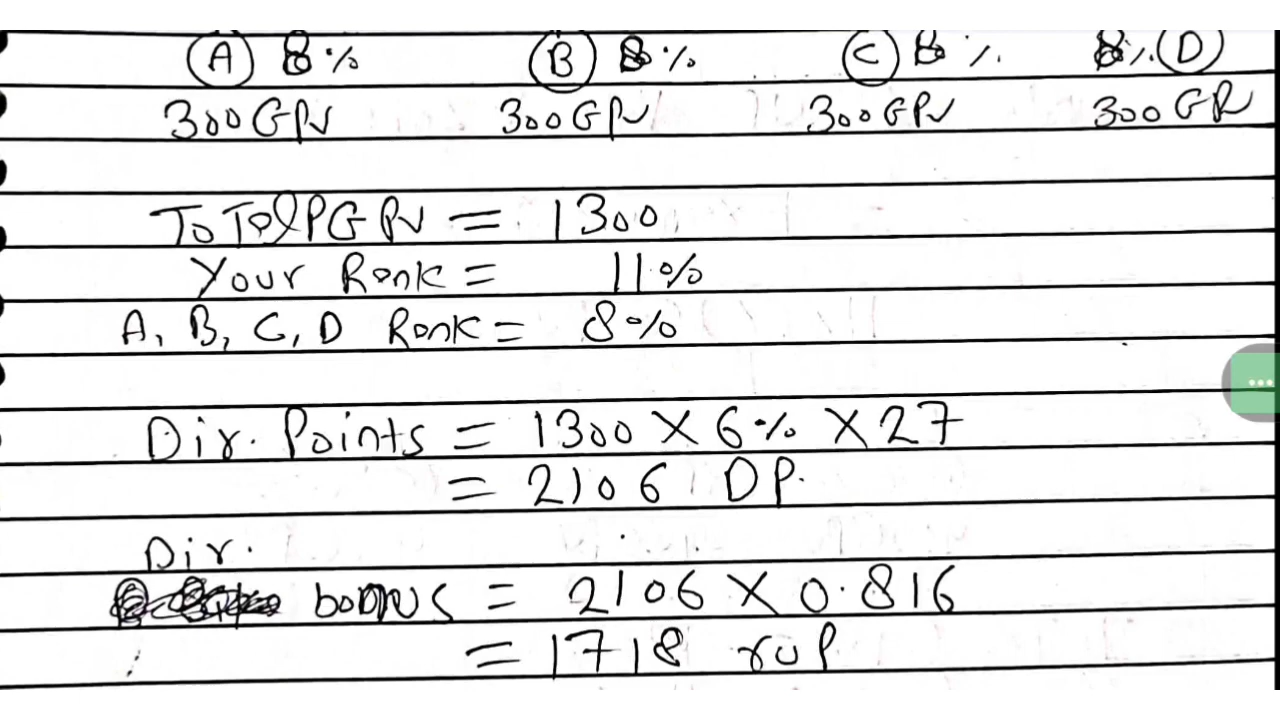 (A) 8% (B) 8% (C) 8% 8% (D)
300 GPV 300 GPV 300 GPV 300 GPV
Total PGPV = 1300
Your Rank = 11%
A, B, C, D Rank = 8%
Dir. Points = 1300 X 6% X 27
= 2106 DP.
Dir.
bonus = 2106 X 0.816
= 1718 rup